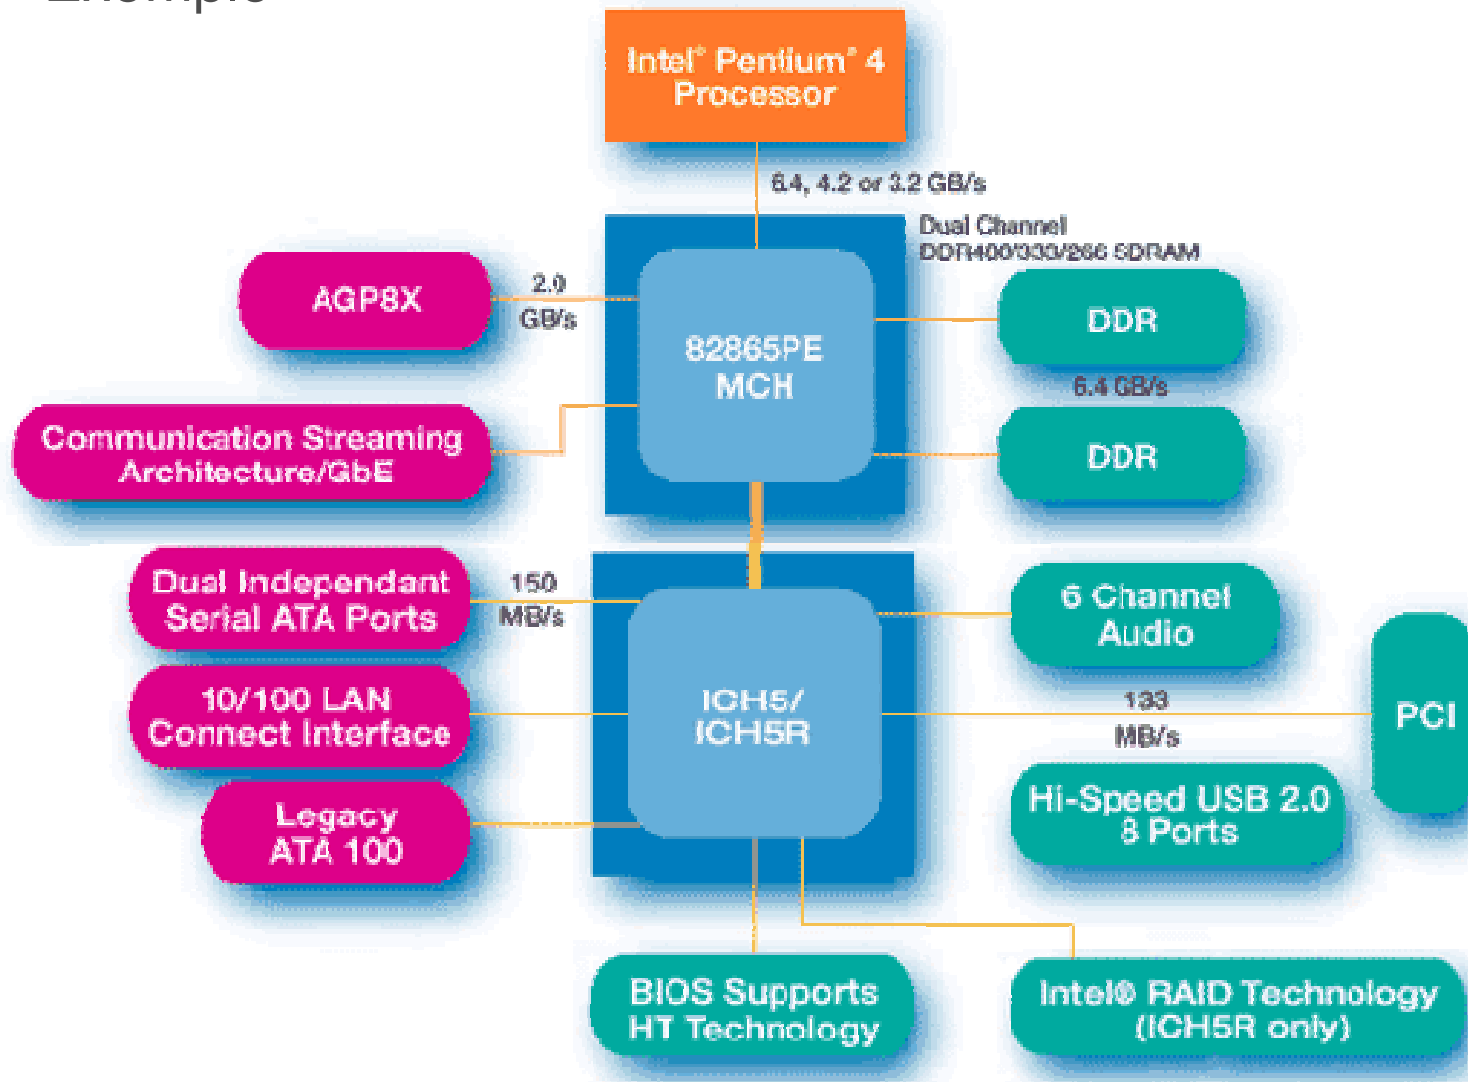 Exemple
Intel® Pentium® 4
Processor
6.4, 4.2 or 3.2 GB/s
Dual Channel
DDR400/333/266 SDRAM
AGP8X
2.0
GB/s
82865PE
MCH
DDR
6.4 GB/s
DDR
Communication Streaming
Architecture/GbE
Dual Independant
Serial ATA Ports
150
MB/s
6 Channel
Audio
10/100 LAN
Connect Interface
ICH5/
ICH5R
133
MB/s
PCI
Legacy
ATA 100
Hi-Speed USB 2.0
8 Ports
BIOS Supports
HT Technology
Intel® RAID Technology
(ICH5R only)